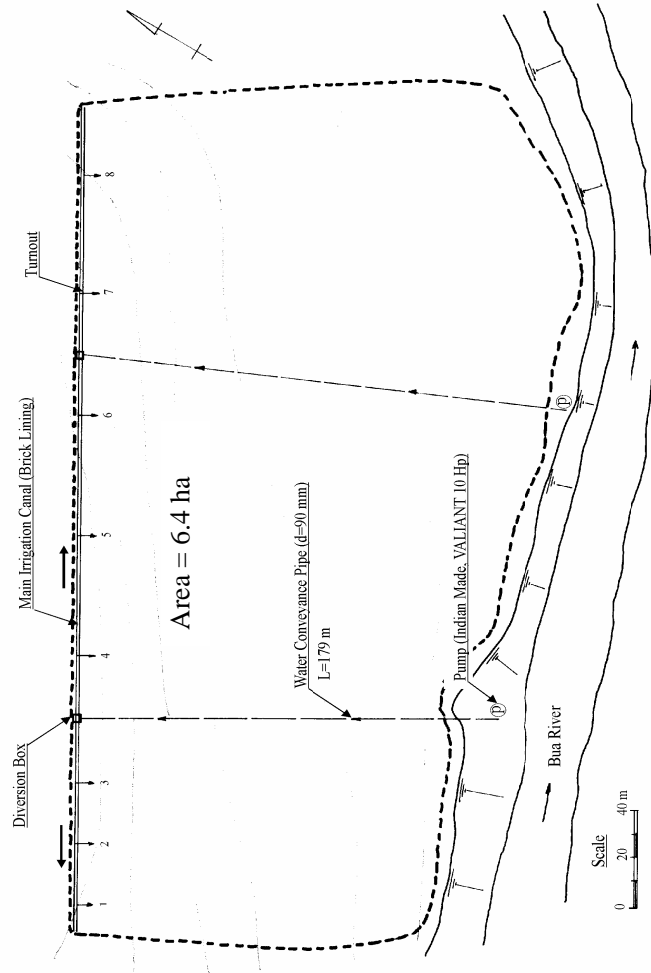 Diversion Box
Main Irrigation Canal (Brick Lining)
Turnout
1
2
3
4
5
6
7
8
Area = 6.4 ha
Water Conveyance Pipe (d=90 mm)
L=179 m
Pump (Indian Made, VALIANT 10 Hp)
P
P
Bua River
Scale
0
20
40 m